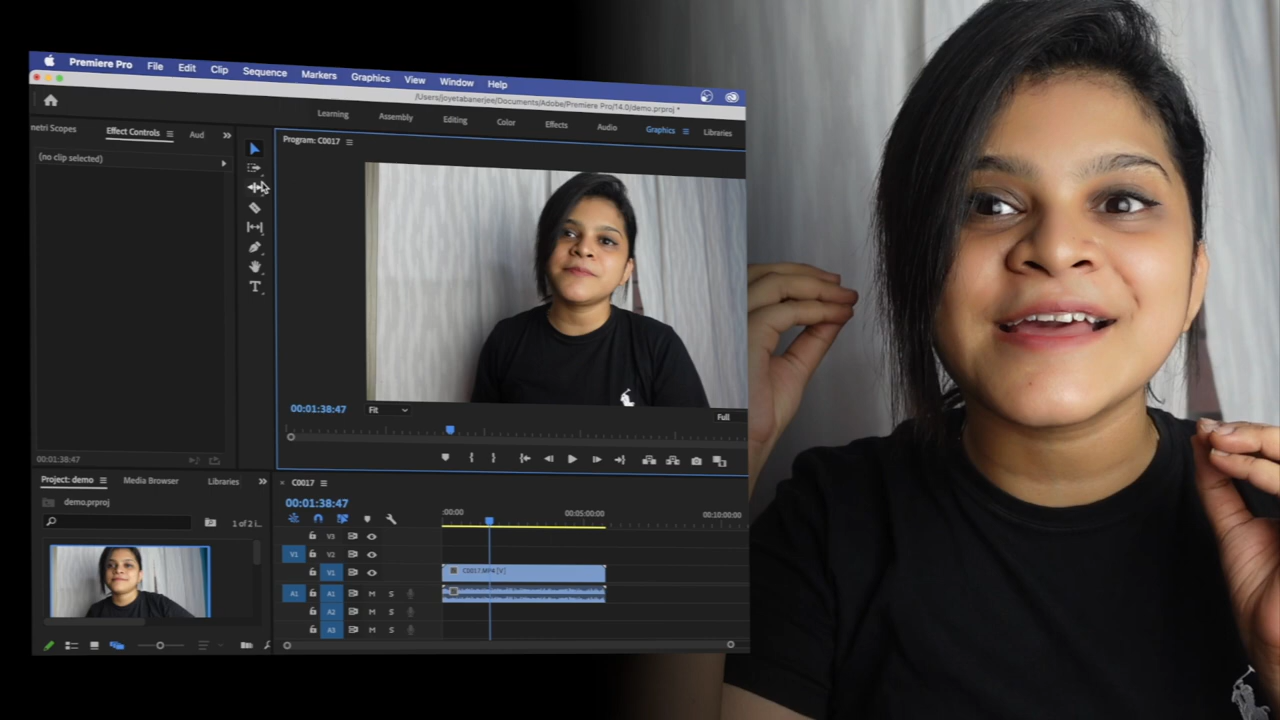 Premiere Pro File Edit Clip Sequence Markers Graphics View Window Help
/Users/joyetabanerjee/Documents/Adobe/Premiere Pro/14.0/demo.prproj *
Learning Assembly Editing Color Effects Audio Graphics Libraries
metri Scopes Effect Controls Aud
Program: C0017
(no clip selected)
00:01:38:47 Fit Full
00:01:38:47
Project: demo Media Browser Libraries
C0017
demo.prproj
00:01:38:47
:00:00 00:05:00:00 00:10:00:00
1 of 2 i...
V3
V1 V2
V1 C0017.MP4 [V]
A1 A1 M S
A2 M S
A3 M S